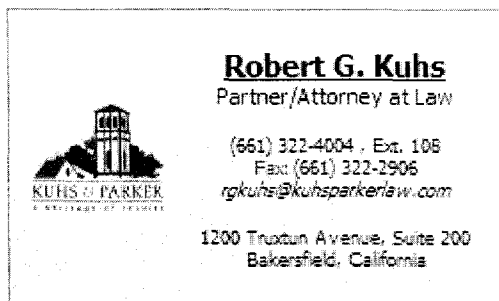 Robert G. Kuhs
Partner/Attorney at Law
(661) 322-4004 , Ext. 108
Fax: (661) 322-2906
rgkuhs@kuhsparkerlaw.com
KUHS & PARKER
A
1200 Truxtun Avenue, Suite 200
Bakersfield, California